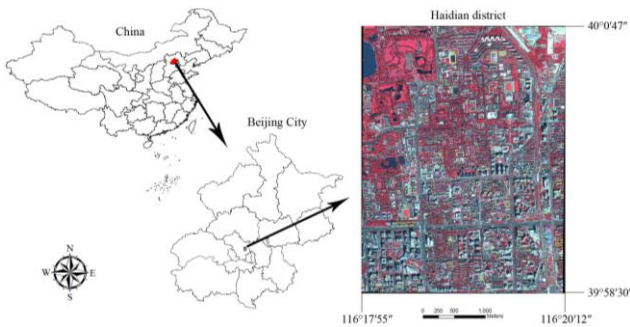 China
Haidian district
40°0'47"
Beijing City
N
W E
S
39°58'30"
0 250 500 1,000
Meters
116°17'55" 116°20'12"